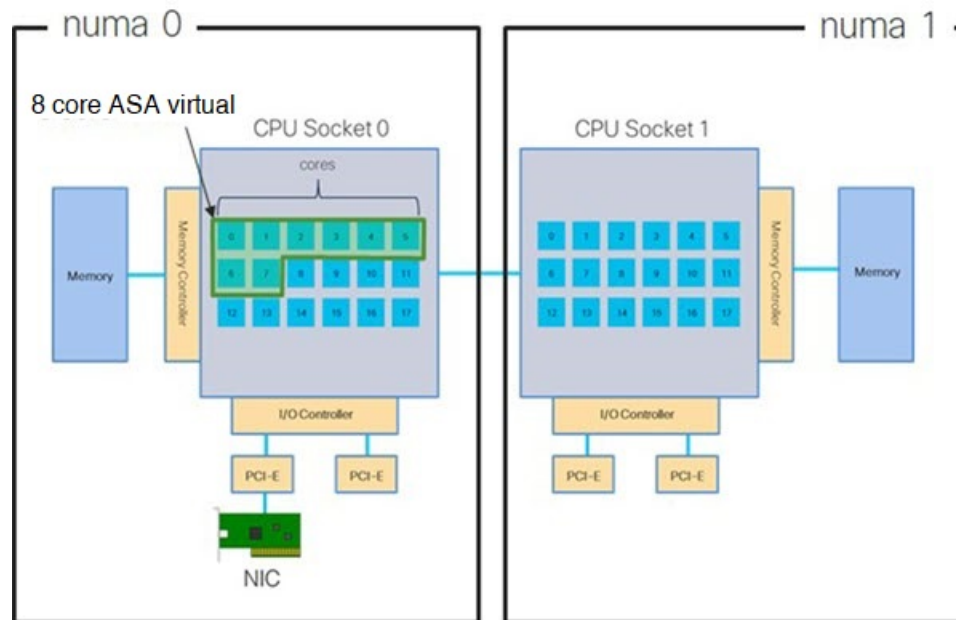 numa 0
numa 1
8 core ASA virtual
CPU Socket 0
CPU Socket 1
cores
Memory
Memory Controller
0 1 2 3 4 5
6 7 8 9 10 11
12 13 14 15 16 17
0 1 2 3 4 5
6 7 8 9 10 11
12 13 14 15 16 17
Memory Controller
Memory
I/O Controller
I/O Controller
PCI-E
PCI-E
PCI-E
PCI-E
NIC